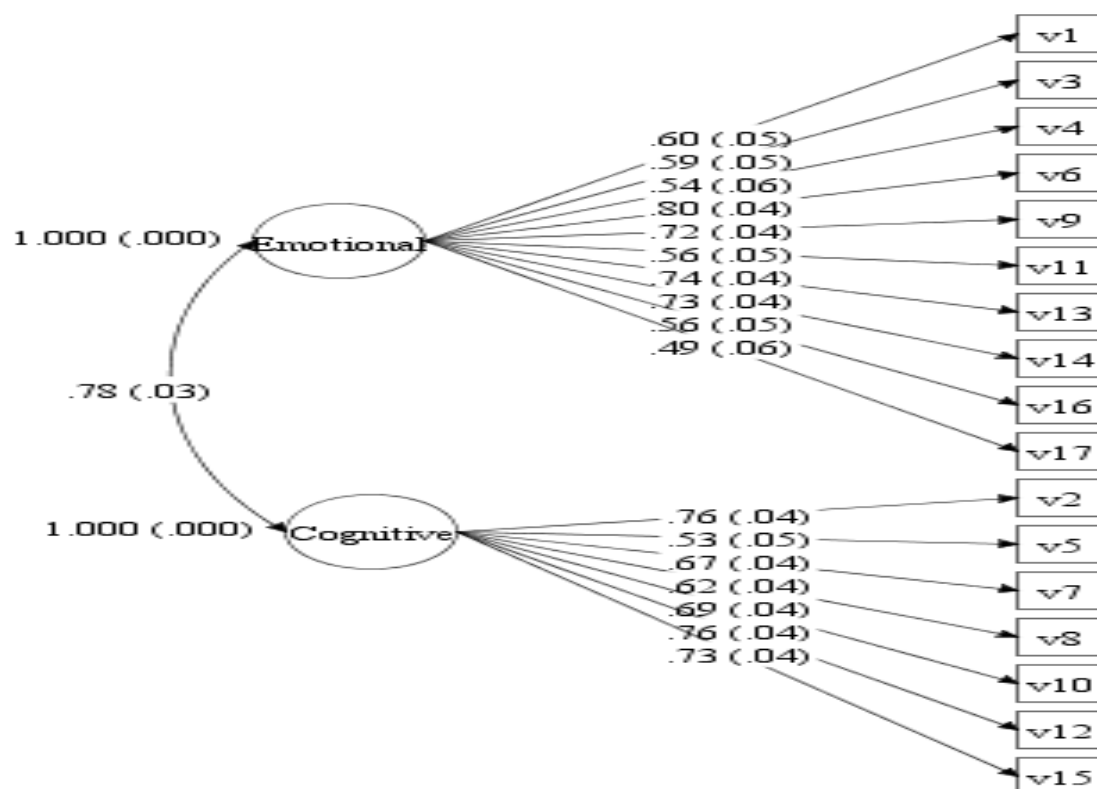 v1
v3
v4
v6
v9
v11
v13
v14
v16
v17
.60 (.05)
.59 (.05)
.54 (.06)
.80 (.04)
.72 (.04)
.56 (.05)
.74 (.04)
.73 (.04)
.56 (.05)
.49 (.06)
1.000 (.000)
Emotional
.78 (.03)
1.000 (.000)
Cognitive
.76 (.04)
.53 (.05)
.67 (.04)
.62 (.04)
.69 (.04)
.76 (.04)
.73 (.04)
v2
v5
v7
v8
v10
v12
v15